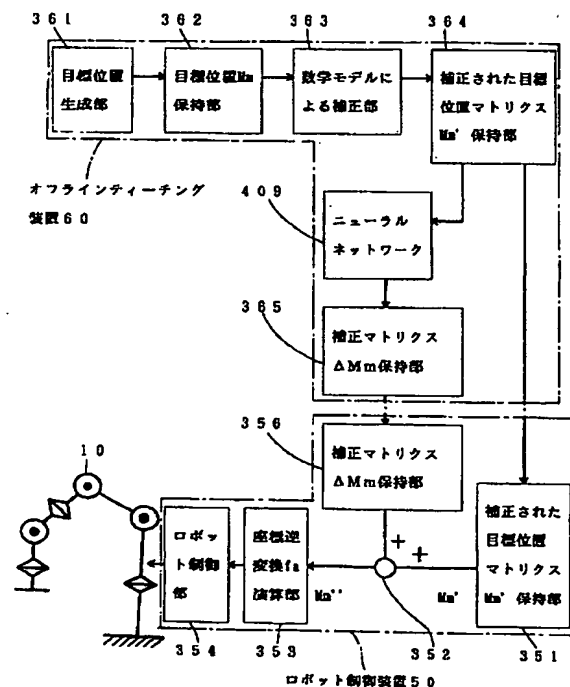 361
362
363
364
目標位置
生成部
目標位置Mm
保持部
数学モデルに
よる補正部
補正された目標
位置マトリクス
Mm' 保持部
オフラインティーチング
装置60
409
ニューラル
ネットワーク
365
補正マトリクス
ΔMm保持部
356
補正マトリクス
ΔMm保持部
10
ロボッ
ト制御
部
座標逆
変換fa
演算部
Mm''
+
+
Mm'
補正された
目標位置
マトリクス
Mm' 保持部
354
353
352
351
ロボット制御装置50